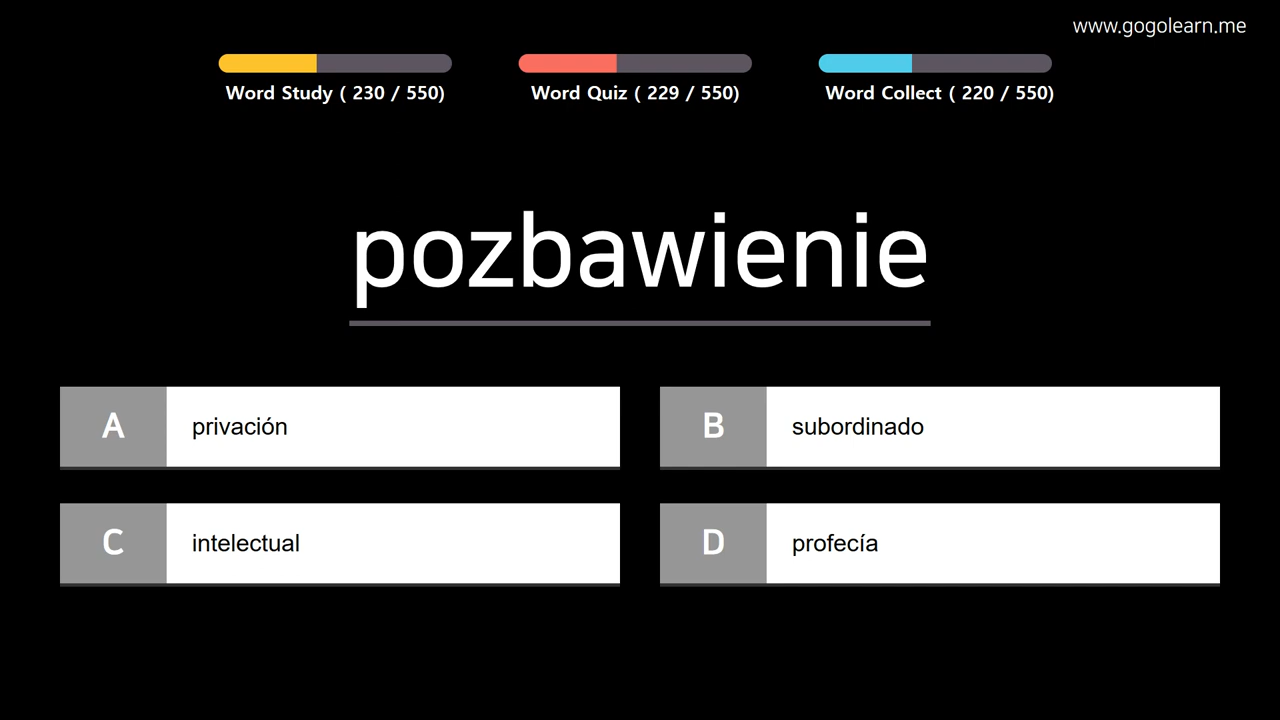 www.gogolearn.me
Word Study ( 230 / 550)
Word Quiz ( 229 / 550)
Word Collect ( 220 / 550)
pozbawienie
A privación
B subordinado
C intelectual
D profecía